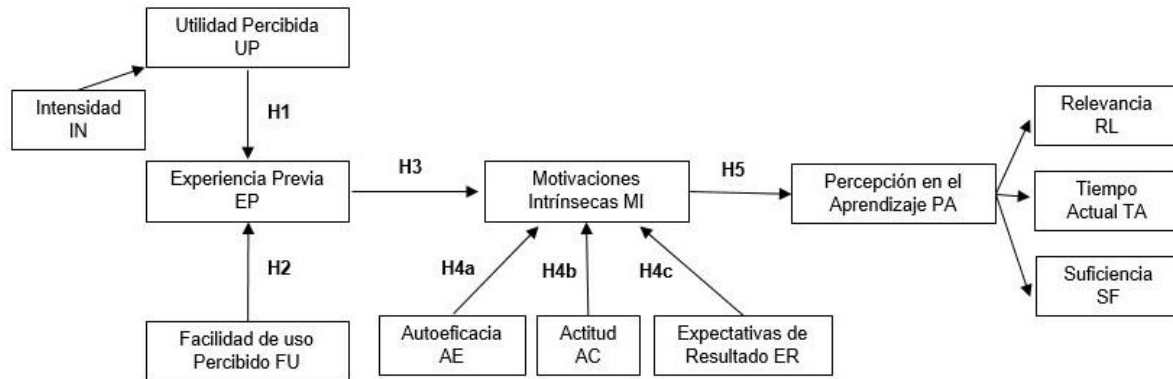 Utilidad Percibida
UP
Intensidad
IN
H1
Relevancia
RL
Experiencia Previa
EP
H3
Motivaciones
Intrínsecas MI
H5
Percepción en el
Aprendizaje PA
Tiempo
Actual TA
H2
H4a
H4b
H4c
Suficiencia
SF
Facilidad de uso
Percibido FU
Autoeficacia
AE
Actitud
AC
Expectativas de
Resultado ER